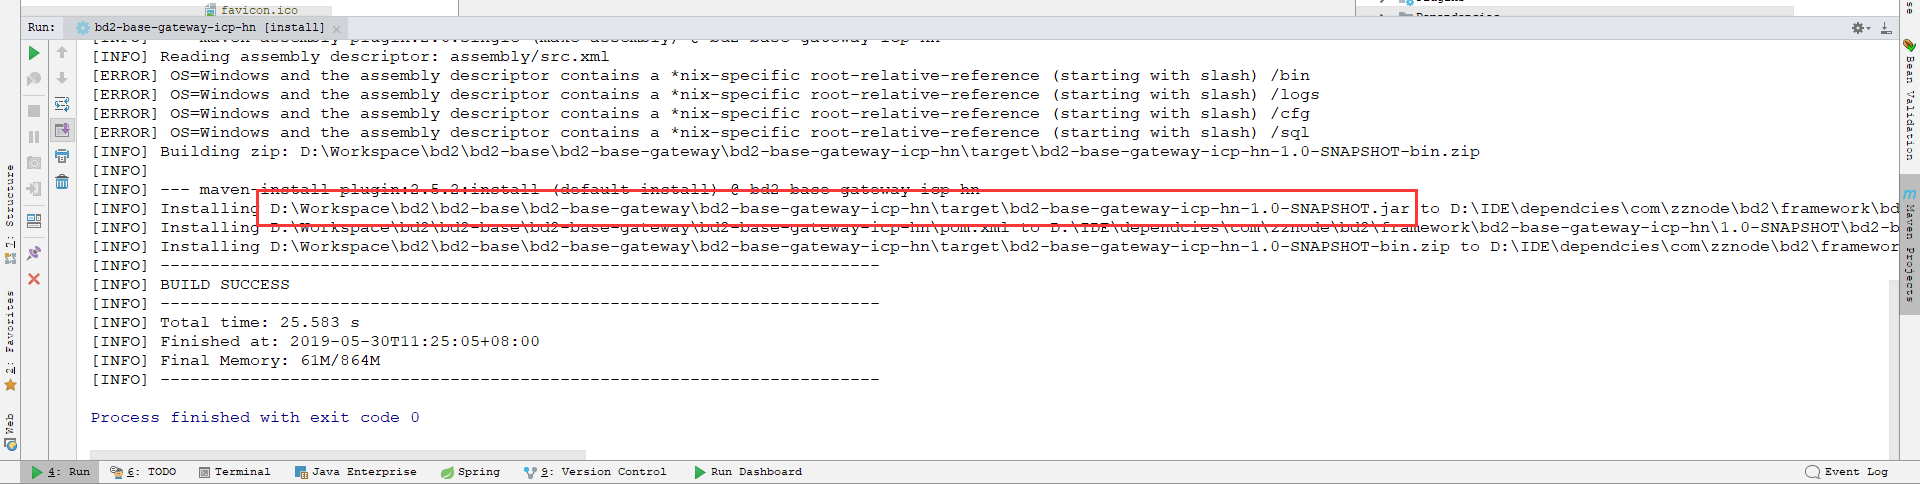 favicon.ico
Run: bd2-base-gateway-icp-hn [install]
[INFO] Reading assembly descriptor: assembly/src.xml
[ERROR] OS=Windows and the assembly descriptor contains a *nix-specific root-relative-reference (starting with slash) /bin
[ERROR] OS=Windows and the assembly descriptor contains a *nix-specific root-relative-reference (starting with slash) /logs
[ERROR] OS=Windows and the assembly descriptor contains a *nix-specific root-relative-reference (starting with slash) /cfg
[ERROR] OS=Windows and the assembly descriptor contains a *nix-specific root-relative-reference (starting with slash) /sql
[INFO] Building zip: D:\Workspace\bd2\bd2-base\bd2-base-gateway\bd2-base-gateway-icp-hn\target\bd2-base-gateway-icp-hn-1.0-SNAPSHOT-bin.zip
[INFO]
[INFO] --- maven-install-plugin:2.5.2:install (default-install) @ bd2-base-gateway-icp-hn
[INFO] Installing D:\Workspace\bd2\bd2-base\bd2-base-gateway\bd2-base-gateway-icp-hn\target\bd2-base-gateway-icp-hn-1.0-SNAPSHOT.jar to D:\IDE\dependcies\com\zznode\bd2\framework\bd
[INFO] Installing D:\Workspace\bd2\bd2-base\bd2-base-gateway\bd2-base-gateway-icp-hn\pom.xml to D:\IDE\dependcies\com\zznode\bd2\framework\bd2-base-gateway-icp-hn\1.0-SNAPSHOT\bd2-b
[INFO] Installing D:\Workspace\bd2\bd2-base\bd2-base-gateway\bd2-base-gateway-icp-hn\target\bd2-base-gateway-icp-hn-1.0-SNAPSHOT-bin.zip to D:\IDE\dependcies\com\zznode\bd2\framewor
[INFO] ------------------------------------------------------------------------
[INFO] BUILD SUCCESS
[INFO] ------------------------------------------------------------------------
[INFO] Total time: 25.583 s
[INFO] Finished at: 2019-05-30T11:25:05+08:00
[INFO] Final Memory: 61M/864M
[INFO] ------------------------------------------------------------------------
Process finished with exit code 0
7: Structure
2: Favorites
Web
Bean Validation
Maven Projects
4: Run
6: TODO
Terminal
Java Enterprise
Spring
9: Version Control
Run Dashboard
Event Log